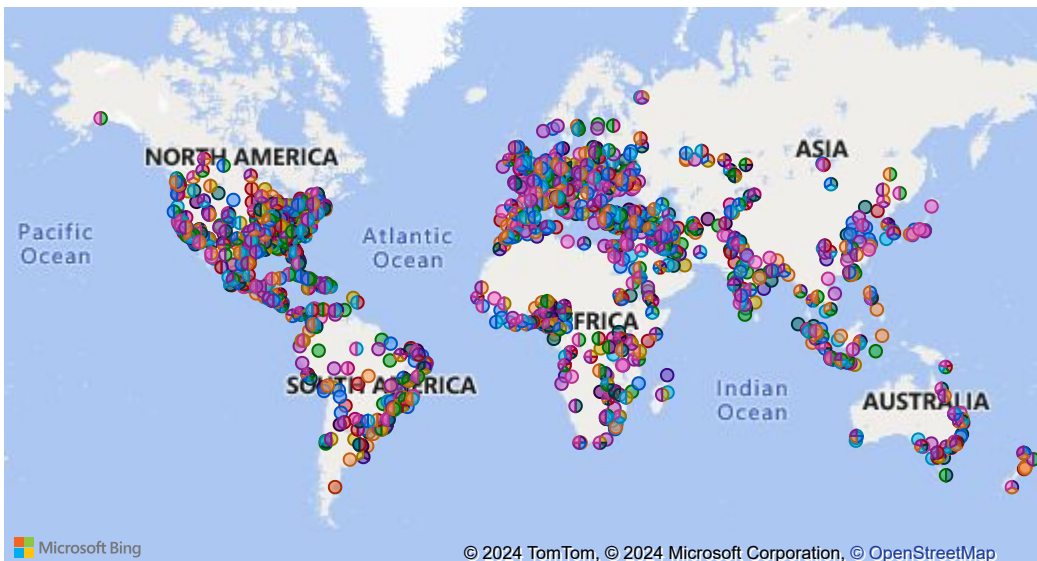 NORTH AMERICA
ASIA
Pacific
Ocean
Atlantic
Ocean
AFRICA
SOUTH AMERICA
Indian
Ocean
AUSTRALIA
Microsoft Bing
© 2024 TomTom, © 2024 Microsoft Corporation, © OpenStreetMap